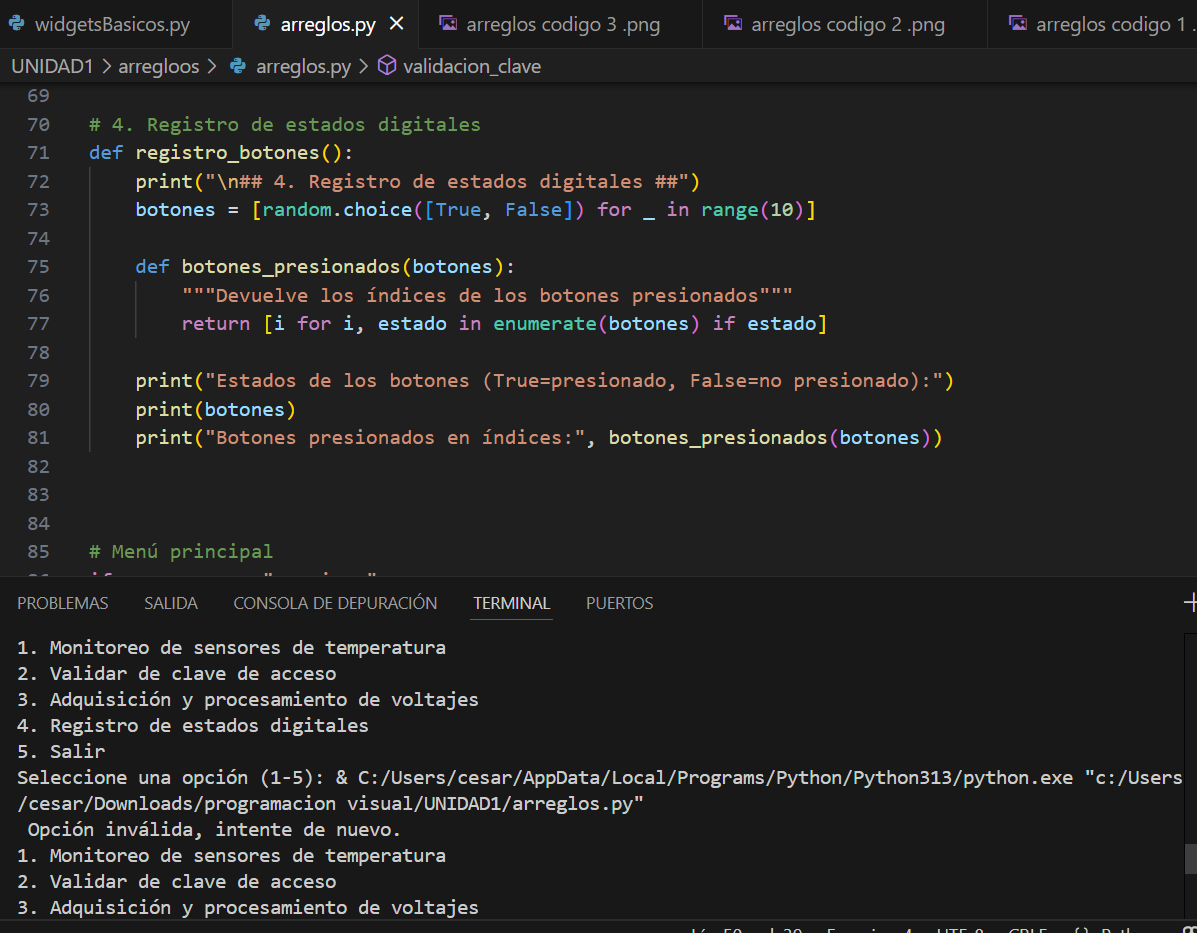 widgetsBasicos.py arreglos.py × arreglos codigo 3 .png arreglos codigo 2 .png arreglos codigo 1 .
UNIDAD1 > arregloos > arreglos.py > validacion_clave
69
70 # 4. Registro de estados digitales
71 def registro_botones():
72 print("\n## 4. Registro de estados digitales ##")
73 botones = [random.choice([True, False]) for _ in range(10)]
74
75 def botones_presionados(botones):
76 """Devuelve los índices de los botones presionados"""
77 return [i for i, estado in enumerate(botones) if estado]
78
79 print("Estados de los botones (True=presionado, False=no presionado):")
80 print(botones)
81 print("Botones presionados en índices:", botones_presionados(botones))
82
83
84
85 # Menú principal
PROBLEMAS SALIDA CONSOLA DE DEPURACIÓN TERMINAL PUERTOS +
1. Monitoreo de sensores de temperatura
2. Validar de clave de acceso
3. Adquisición y procesamiento de voltajes
4. Registro de estados digitales
5. Salir
Seleccione una opción (1-5): & C:/Users/cesar/AppData/Local/Programs/Python/Python313/python.exe "c:/Users
/cesar/Downloads/programacion visual/UNIDAD1/arreglos.py"
Opción inválida, intente de nuevo.
1. Monitoreo de sensores de temperatura
2. Validar de clave de acceso
3. Adquisición y procesamiento de voltajes